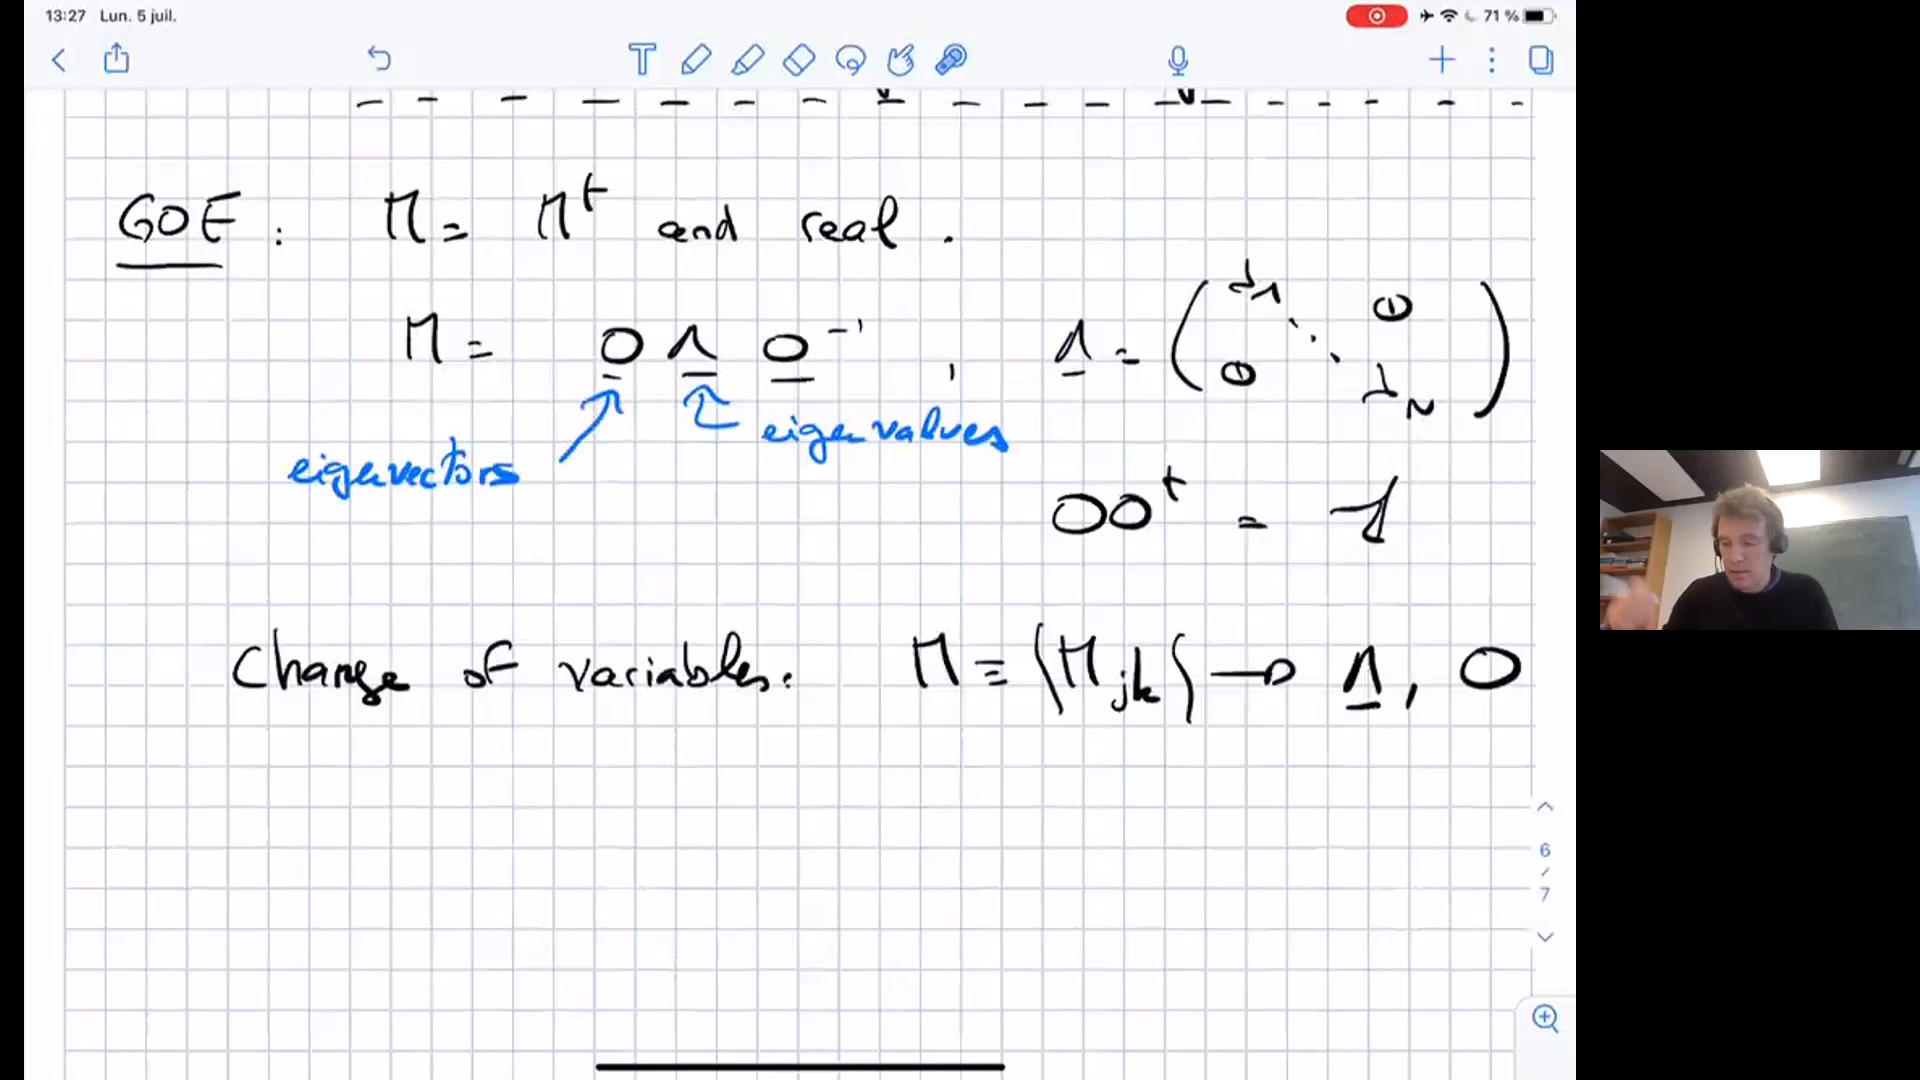 13:27 Lun. 5 juil. 71 %
GOE : M = M^t and real .
M = O Λ O^-1 , Λ = ( λ1 ⋱ 0 0 λN )
eigenvectors eigenvalues
OO^t = 1
Change of variables: M ≡ (M_jk) → Λ, O
6
/
7